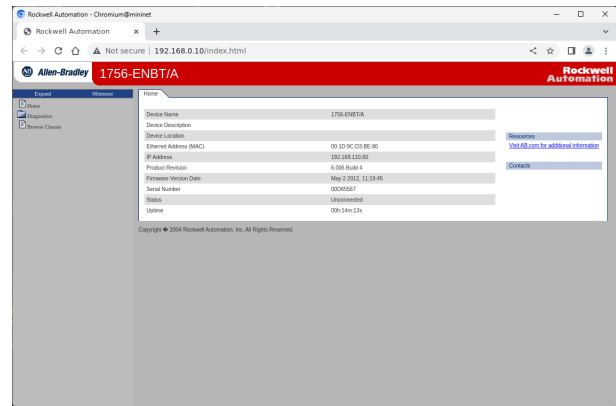 Rockwell Automation - Chromium@mininet
Rockwell Automation
Not secure | 192.168.0.10/index.html
AB Allen-Bradley 1756-ENBT/A
Rockwell Automation
Expand Minimize
Home
Diagnostics
Browse Chassis
Home
Device Name 1756-ENBT/A
Device Description
Device Location
Ethernet Address (MAC) 00:1D:9C:D3:BE:80
IP Address 192.168.110.60
Product Revision 6.006 Build 4
Firmware Version Date May 2 2012, 11:19:45
Serial Number 00D65567
Status Unconnected
Uptime 00h:14m:13s
Resources
Visit AB.com for additional information
Contacts
Copyright � 2004 Rockwell Automation, Inc. All Rights Reserved.